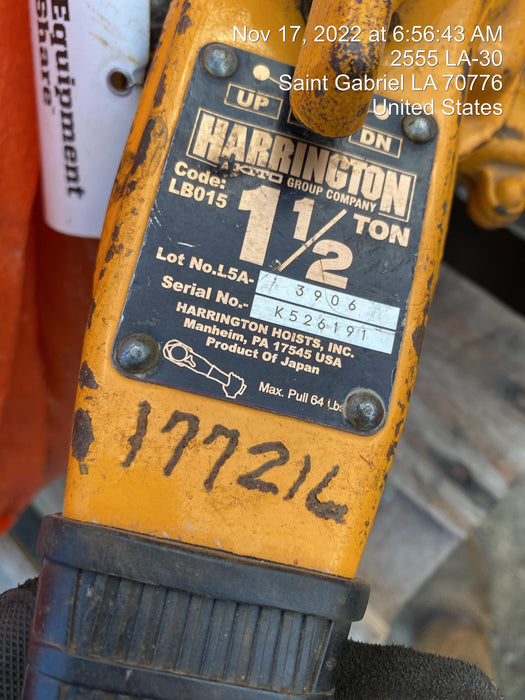 Nov 17, 2022 at 6:56:43 AM
2555 LA-30
Saint Gabriel LA 70776
United States
Equipment
Share
UP
DN
HARRINGTON
A KITO GROUP COMPANY
Code:
LB015
1 1/2 TON
Lot No. L5A- 3906
Serial No.- K526191
HARRINGTON HOISTS, INC.
Manheim, PA 17545 USA
Product Of Japan
Max. Pull 64 Lbs